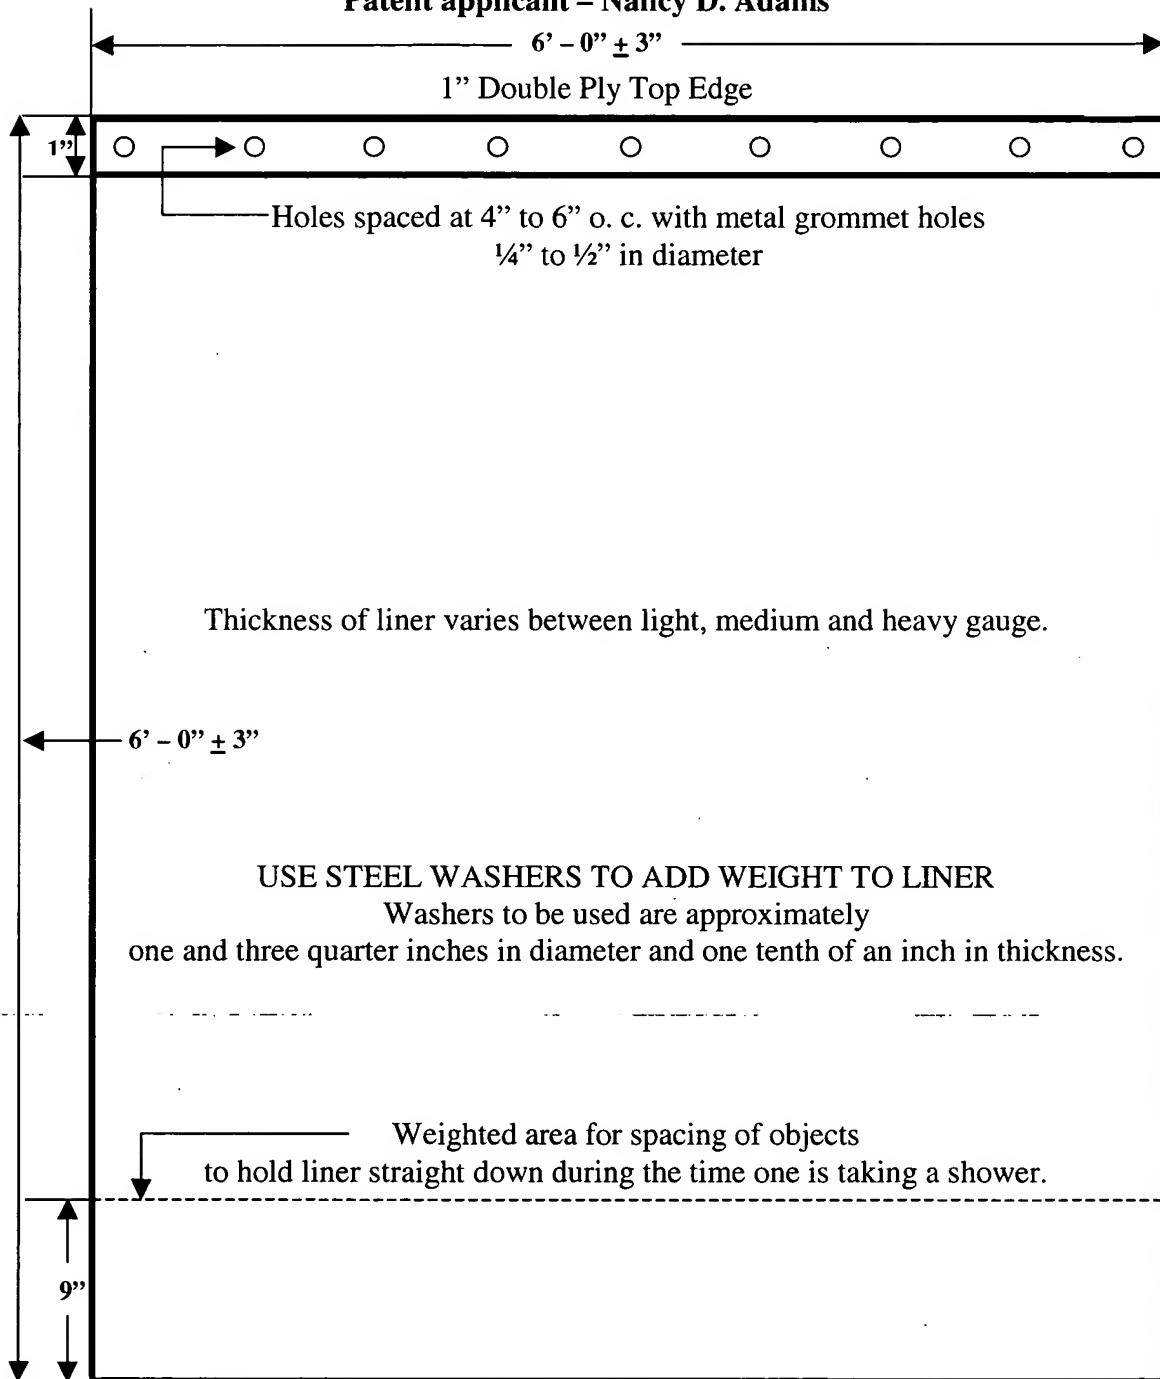 Patent applicant – Nancy D. Adams
6’ – 0” ± 3”
1” Double Ply Top Edge
1”
Holes spaced at 4” to 6” o. c. with metal grommet holes
¼” to ½” in diameter
Thickness of liner varies between light, medium and heavy gauge.
6’ – 0” ± 3”
USE STEEL WASHERS TO ADD WEIGHT TO LINER
Washers to be used are approximately
one and three quarter inches in diameter and one tenth of an inch in thickness.
Weighted area for spacing of objects
to hold liner straight down during the time one is taking a shower.
9”